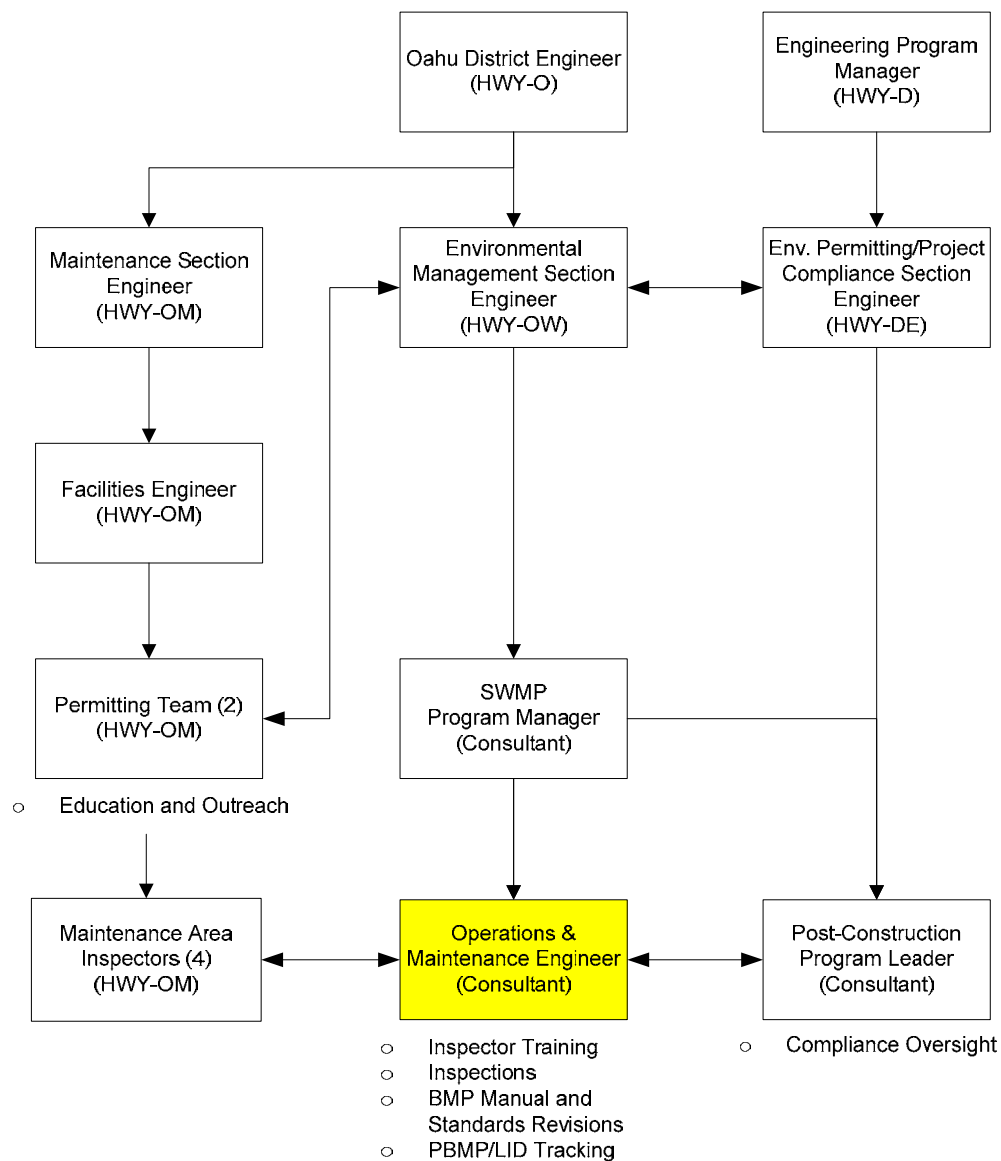 Oahu District Engineer
(HWY-O)
Engineering Program
Manager
(HWY-D)
Maintenance Section
Engineer
(HWY-OM)
Environmental
Management Section
Engineer
(HWY-OW)
Env. Permitting/Project
Compliance Section
Engineer
(HWY-DE)
Facilities Engineer
(HWY-OM)
Permitting Team (2)
(HWY-OM)
o Education and Outreach
SWMP
Program Manager
(Consultant)
Maintenance Area
Inspectors (4)
(HWY-OM)
Operations &
Maintenance Engineer
(Consultant)
o Inspector Training
o Inspections
o BMP Manual and
Standards Revisions
o PBMP/LID Tracking
Post-Construction
Program Leader
(Consultant)
o Compliance Oversight